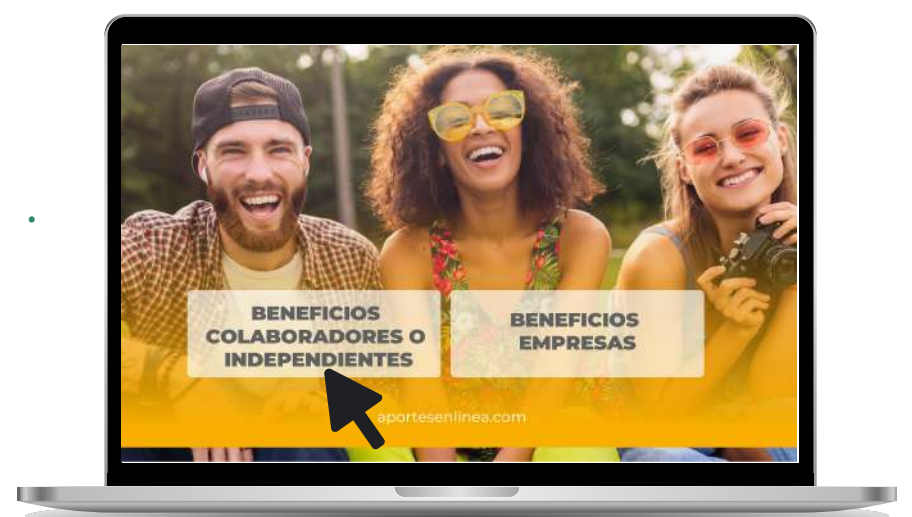 BENEFICIOS
COLABORADORES O
INDEPENDIENTES
BENEFICIOS
EMPRESAS
aportesenlinea.com